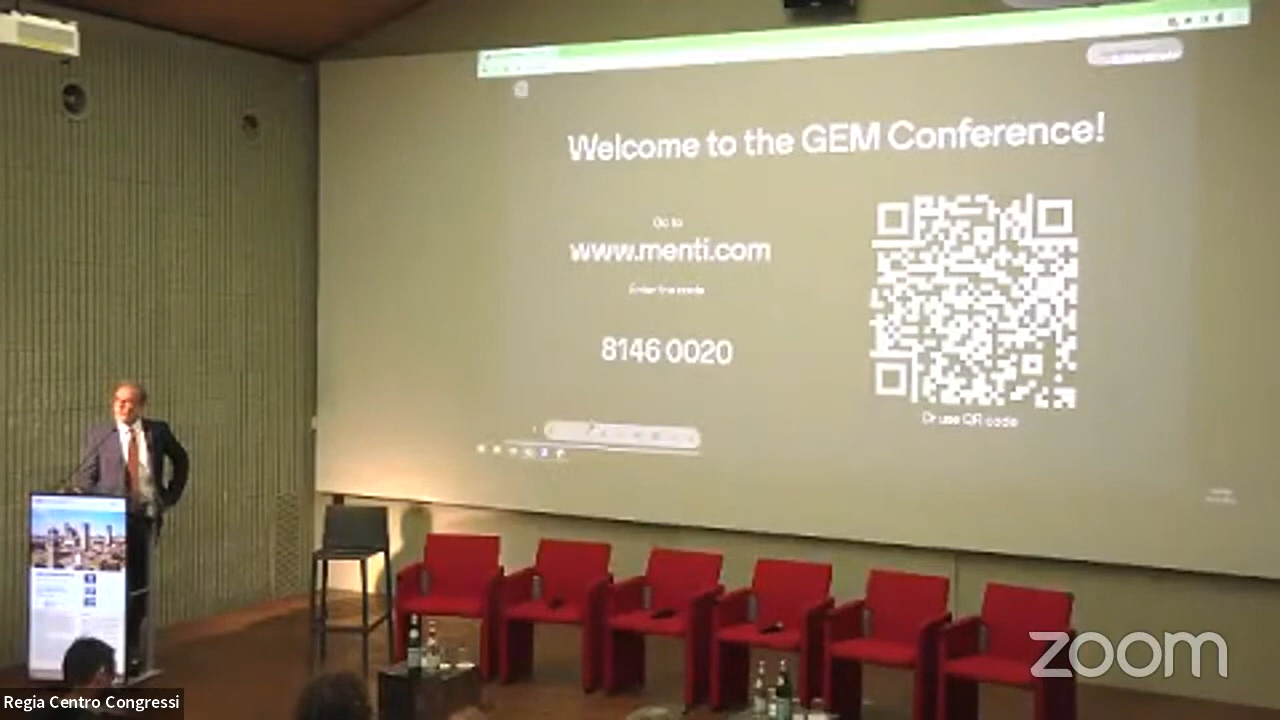 Welcome to the GEM Conference!
Go to
www.menti.com
Enter the code
8146 0020
Or use QR code
zoom
Regia Centro Congressi